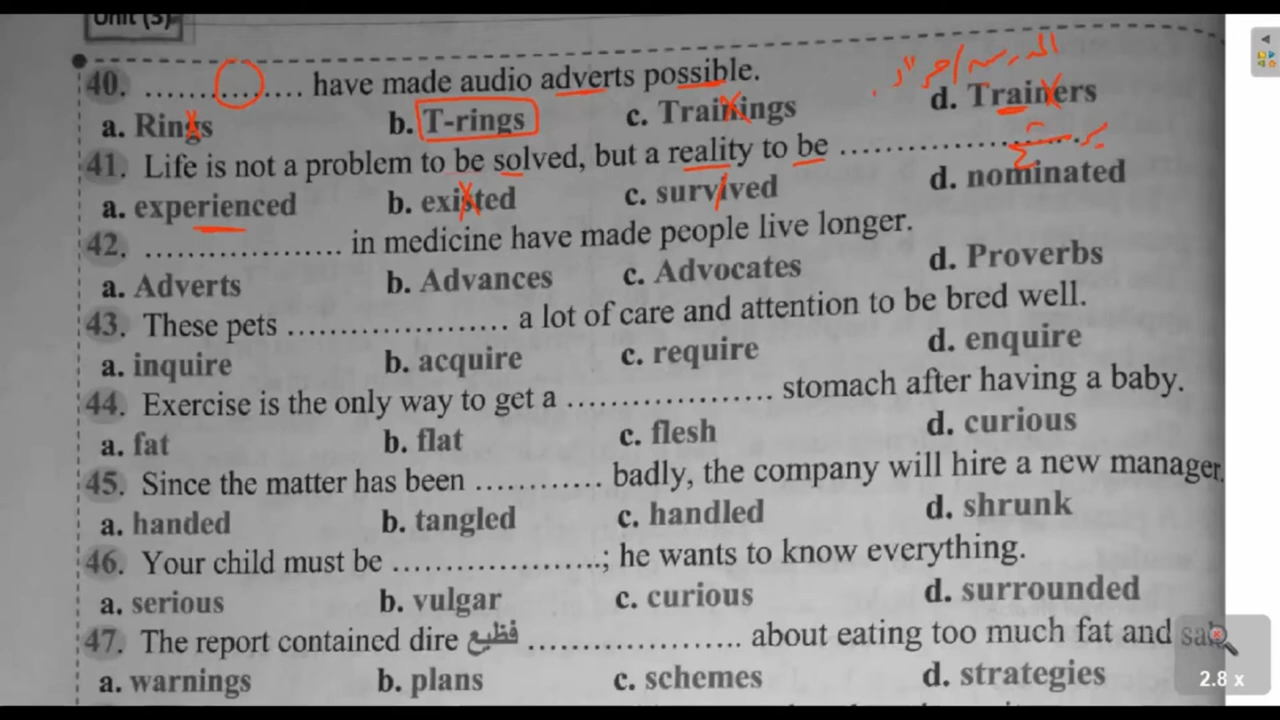 Unit (3)
40. .................... have made audio adverts possible.
a. Rings b. T-rings c. Trainings d. Trainers
41. Life is not a problem to be solved, but a reality to be ....................
a. experienced b. existed c. survived d. nominated
42. .................... in medicine have made people live longer.
a. Adverts b. Advances c. Advocates d. Proverbs
43. These pets .................... a lot of care and attention to be bred well.
a. inquire b. acquire c. require d. enquire
44. Exercise is the only way to get a .................... stomach after having a baby.
a. fat b. flat c. flesh d. curious
45. Since the matter has been ............ badly, the company will hire a new manager.
a. handed b. tangled c. handled d. shrunk
46. Your child must be ....................; he wants to know everything.
a. serious b. vulgar c. curious d. surrounded
47. The report contained dire فظيع .................... about eating too much fat and
a. warnings b. plans c. schemes d. strategies
2.8 x